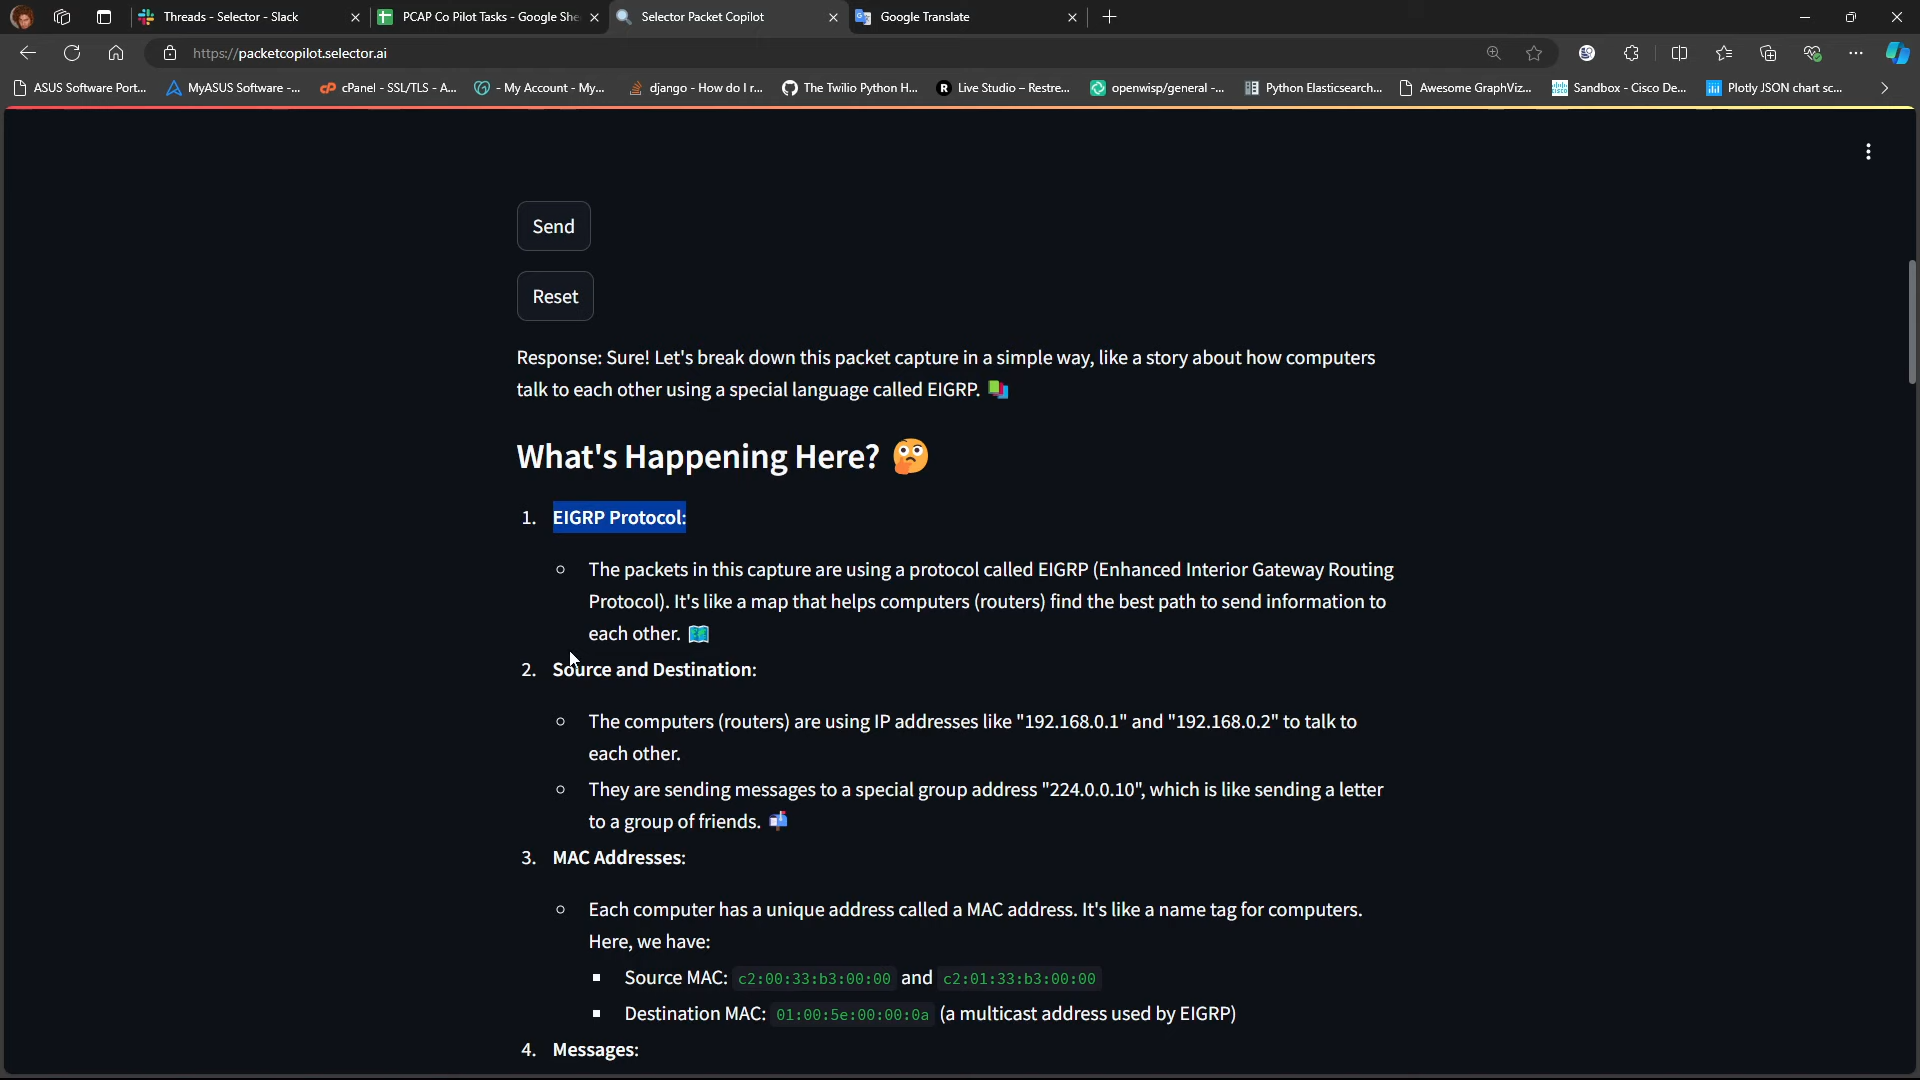 Threads - Selector - Slack
PCAP Co Pilot Tasks - Google She
Selector Packet Copilot
Google Translate
https://packetcopilot.selector.ai
ASUS Software Port...
MyASUS Software -...
cPanel - SSL/TLS - A...
- My Account - My...
django - How do I r...
The Twilio Python H...
Live Studio – Restre...
openwisp/general -...
Python Elasticsearch...
Awesome GraphViz...
Sandbox - Cisco De...
Plotly JSON chart sc...
Send
Reset
Response: Sure! Let's break down this packet capture in a simple way, like a story about how computers
talk to each other using a special language called EIGRP. 📚
What's Happening Here? 🤔
1. EIGRP Protocol:
The packets in this capture are using a protocol called EIGRP (Enhanced Interior Gateway Routing
Protocol). It's like a map that helps computers (routers) find the best path to send information to
each other. 🗺️
2. Source and Destination:
The computers (routers) are using IP addresses like "192.168.0.1" and "192.168.0.2" to talk to
each other.
They are sending messages to a special group address "224.0.0.10", which is like sending a letter
to a group of friends. 📬
3. MAC Addresses:
Each computer has a unique address called a MAC address. It's like a name tag for computers.
Here, we have:
Source MAC: c2:00:33:b3:00:00 and c2:01:33:b3:00:00
Destination MAC: 01:00:5e:00:00:0a (a multicast address used by EIGRP)
4. Messages: